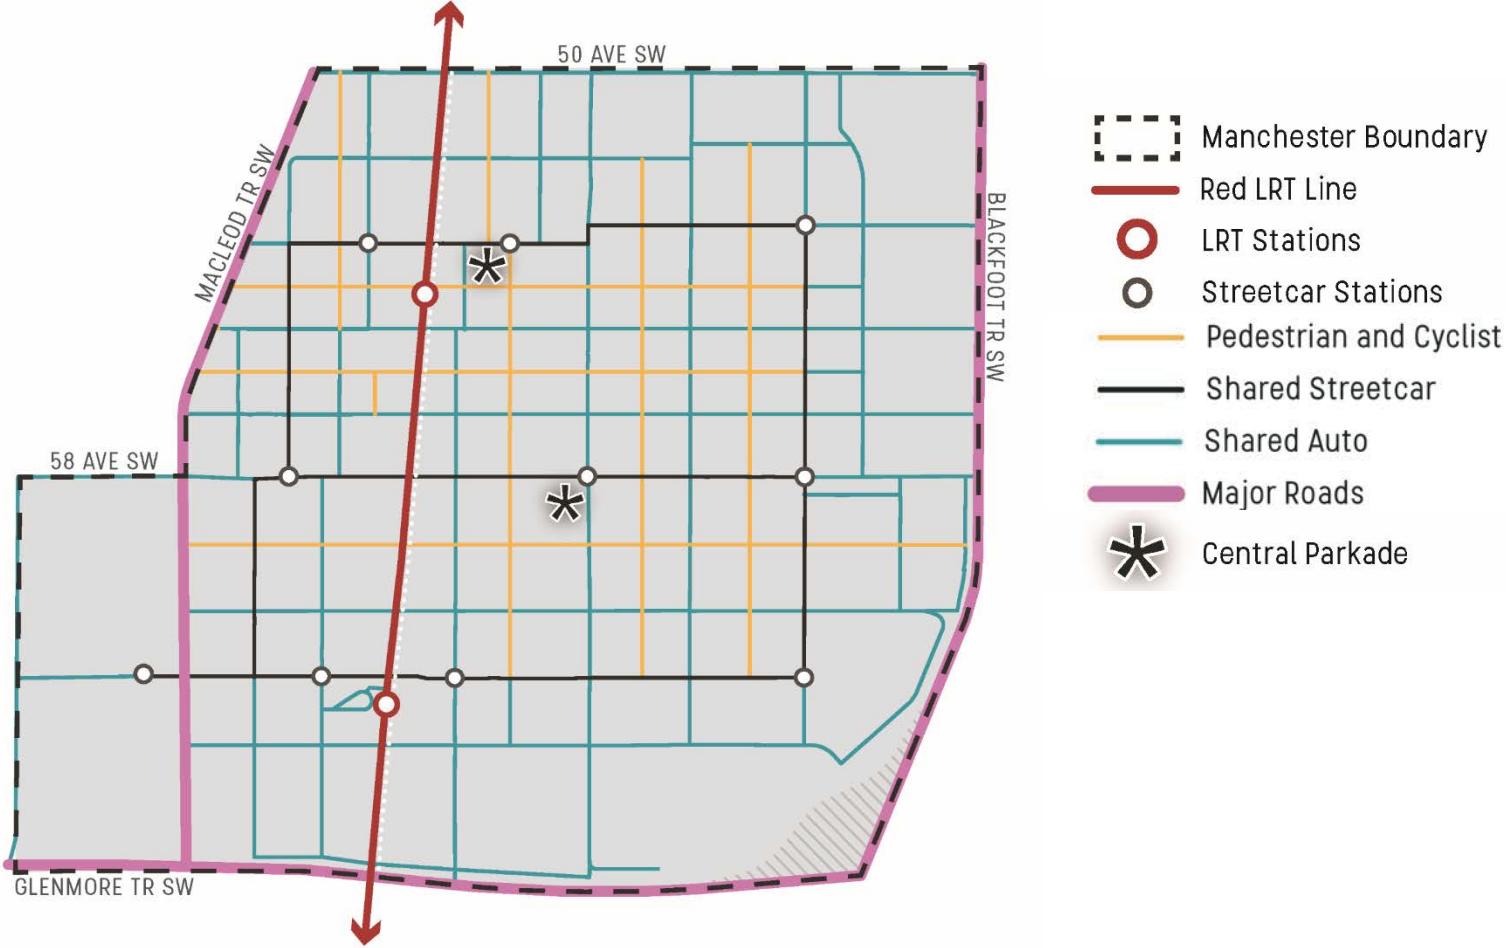 50 AVE SW
MACLEOD TR SW
BLACKFOOT TR SW
58 AVE SW
GLENMORE TR SW
Manchester Boundary
Red LRT Line
LRT Stations
Streetcar Stations
Pedestrian and Cyclist
Shared Streetcar
Shared Auto
Major Roads
Central Parkade